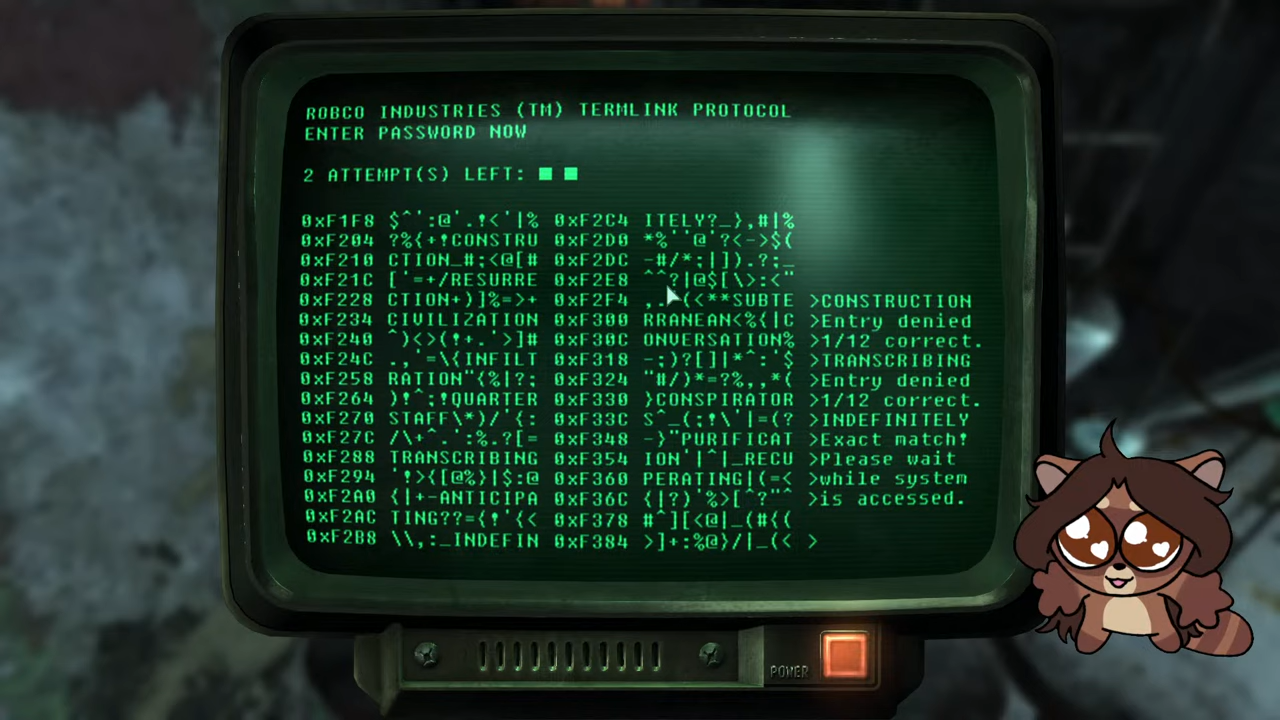 ROBCO INDUSTRIES (TM) TERMLINK PROTOCOL
ENTER PASSWORD NOW
2 ATTEMPT(S) LEFT: ■ ■
0xF1F8 $^':@'.!<'|% 0xF2C4 ITELY?_},#|%
0xF204 ?%{+!CONSTRU 0xF2D0 *%''@'?<->$(
0xF210 CTION_#;<@[# 0xF2DC -#/*;|]).?:_
0xF21C ['=+/RESURRE 0xF2E8 ^^?|@$[\>:<"
0xF228 CTION+)]%=>+ 0xF2F4 (<**SUBTE >CONSTRUCTION
0xF234 CIVILIZATION 0xF300 RRANEAN<%{|C >Entry denied
0xF240 ^)<>(!+.'>]# 0xF30C ONVERSATION% >1/12 correct.
0xF24C .,'=\{INFILT 0xF318 -;)?[]|*^:'$ >TRANSCRIBING
0xF258 RATION"{%|?; 0xF324 "#/)*=?%,,*( >Entry denied
0xF264 )!^;!QUARTER 0xF330 }CONSPIRATOR >1/12 correct.
0xF270 STAFF\*)/'{: 0xF33C S^_(;!\'|=(? >INDEFINITELY
0xF27C /\+^.':%.?[= 0xF348 -}"PURIFICAT >Exact match!
0xF288 TRANSCRIBING 0xF354 ION'|^|_RECU >Please wait
0xF294 '!>{[@%}|$:@ 0xF360 PERATING|(=< >while system
0xF2A0 {|+-ANTICIPA 0xF36C {|?)'%>[^?"^ >is accessed.
0xF2AC TING??={!'{< 0xF378 #^][<@|_(#{(
0xF2B8 \\,:_INDEFIN 0xF384 >]+:%@}/|_(< >
POWER